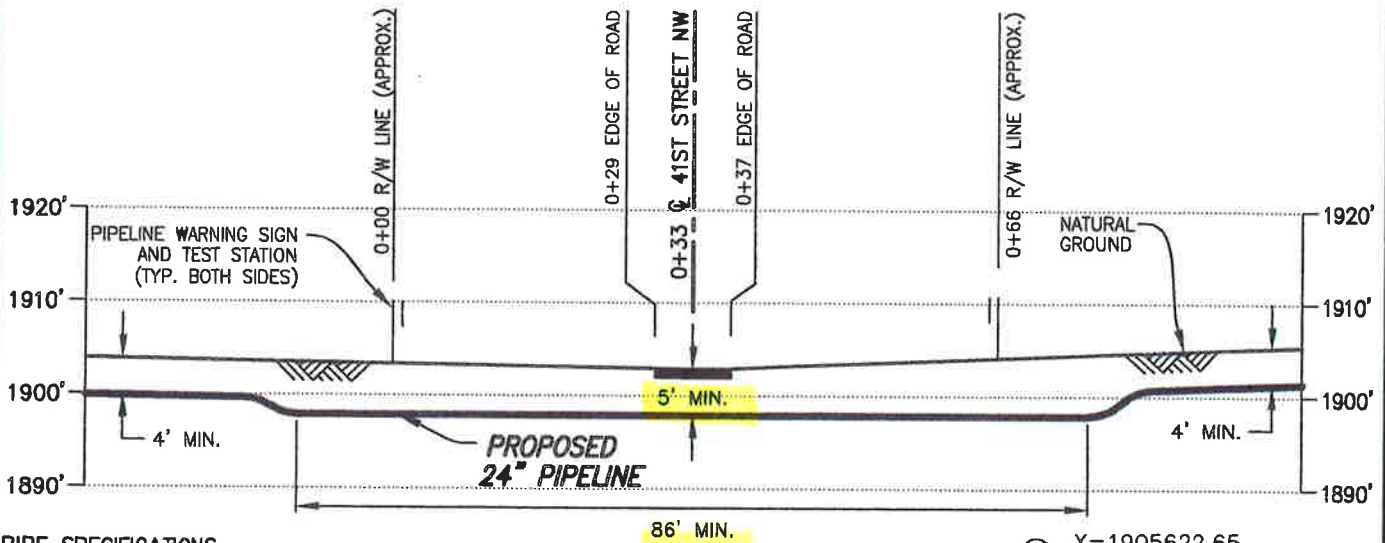 0+00 R/W LINE (APPROX.)
0+29 EDGE OF ROAD
0+33 ℄ 41ST STREET NW
0+37 EDGE OF ROAD
0+66 R/W LINE (APPROX.)
1920'
1920'
PIPELINE WARNING SIGN
AND TEST STATION
(TYP. BOTH SIDES)
NATURAL
GROUND
1910'
1910'
1900'
1900'
5' MIN.
4' MIN.
4' MIN.
PROPOSED
24" PIPELINE
1890'
1890'
86' MIN.
PIPE SPECIFICATIONS
X=1905622.65